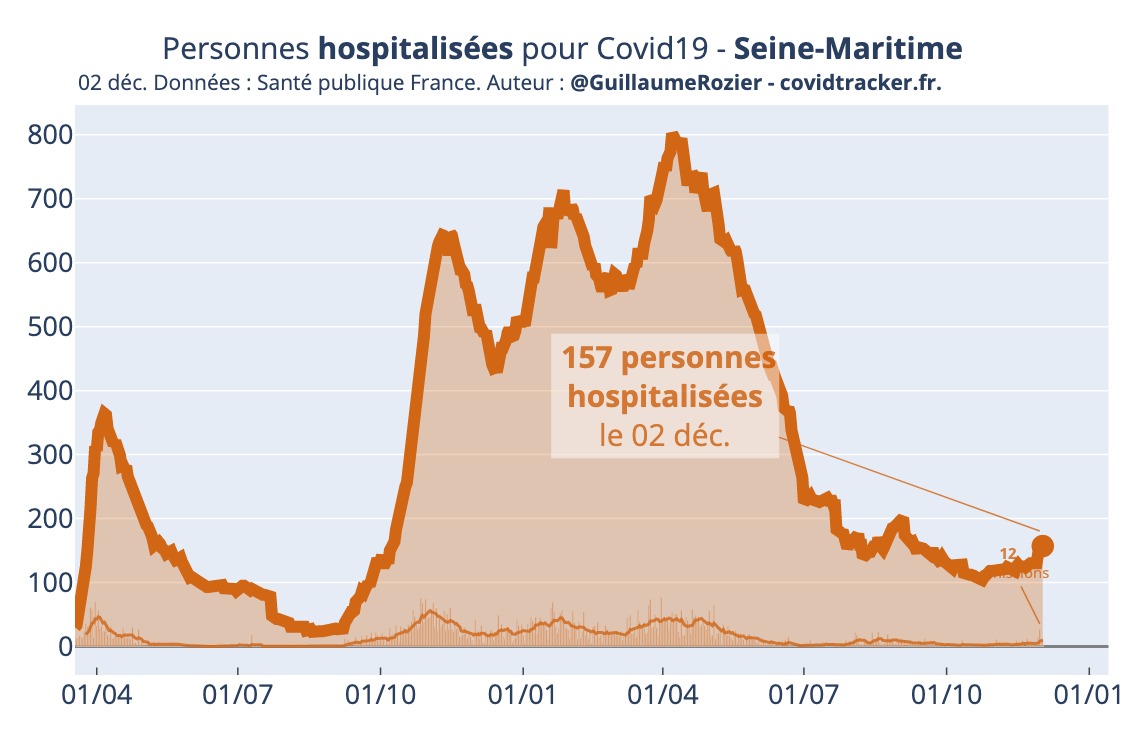 Personnes hospitalisées pour Covid19 - Seine-Maritime
02 déc. Données : Santé publique France. Auteur : @GuillaumeRozier - covidtracker.fr.
800
700
600
500
400
300
200
100
0
157 personnes
hospitalisées
le 02 déc.
12
01/04 01/07 01/10 01/01 01/04 01/07 01/10 01/01